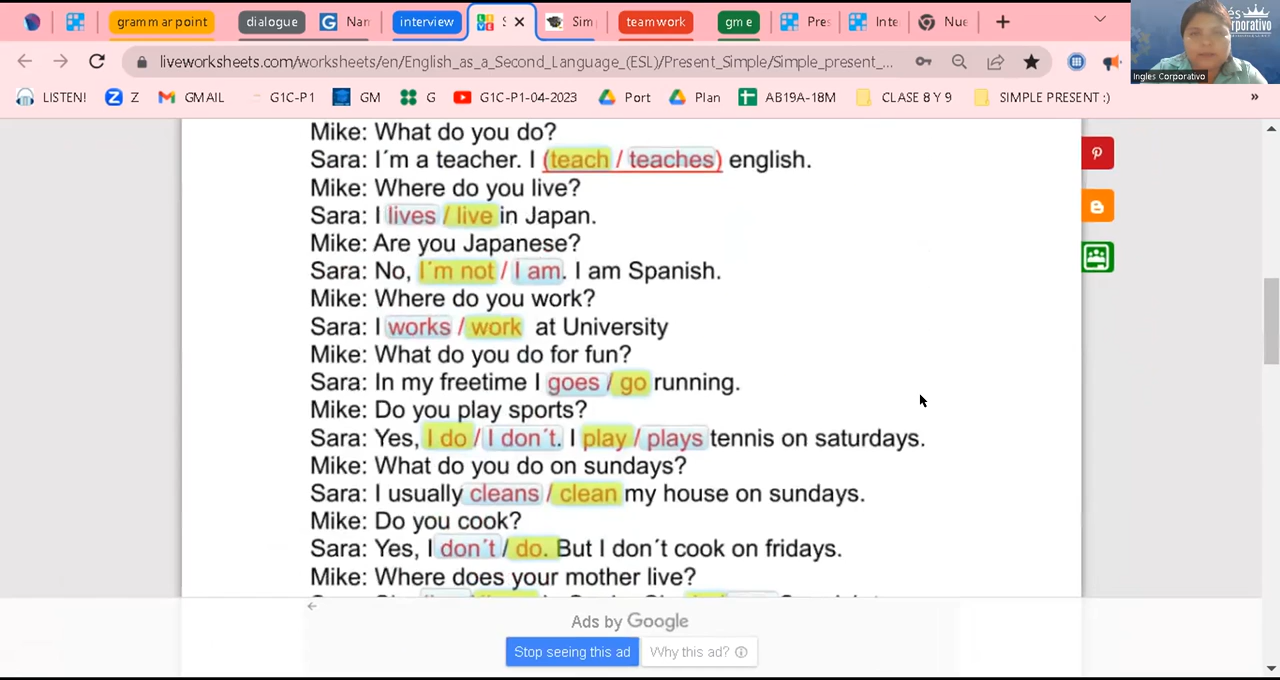 grammar point dialogue Nan interview S Sim teamwork gm e Pres Inte Nue
liveworksheets.com/worksheets/en/English_as_a_Second_Language_(ESL)/Present_Simple/Simple_present_...
Ingles Corporativo
LISTEN! Z GMAIL G1C-P1 GM G G1C-P1-04-2023 Port Plan AB19A-18M CLASE 8 Y 9 SIMPLE PRESENT :) »
Mike: What do you do?
Sara: I´m a teacher. I (teach / teaches) english.
Mike: Where do you live?
Sara: I lives / live in Japan.
Mike: Are you Japanese?
Sara: No, I´m not / I am. I am Spanish.
Mike: Where do you work?
Sara: I works / work at University
Mike: What do you do for fun?
Sara: In my freetime I goes / go running.
Mike: Do you play sports?
Sara: Yes, I do / I don´t. I play / plays tennis on saturdays.
Mike: What do you do on sundays?
Sara: I usually cleans / clean my house on sundays.
Mike: Do you cook?
Sara: Yes, I don´t / do. But I don´t cook on fridays.
Mike: Where does your mother live?
Ads by Google
Stop seeing this ad Why this ad?